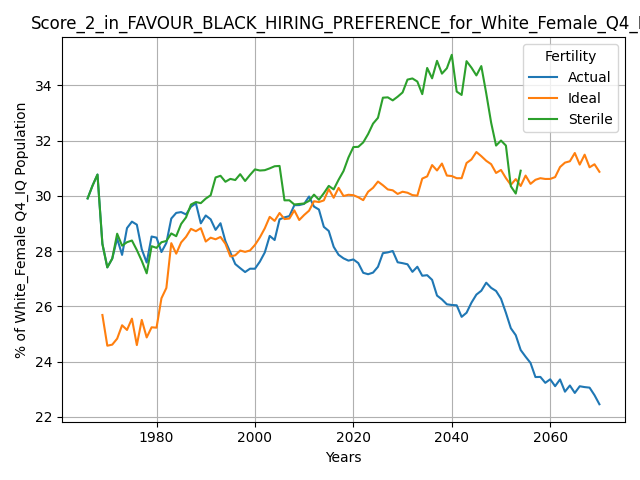 Score_2_in_FAVOUR_BLACK_HIRING_PREFERENCE_for_White_Female_Q4_I
Fertility
Actual
Ideal
Sterile
% of White_Female Q4_IQ Population
34
32
30
28
26
24
22
1980 2000 2020 2040 2060
Years